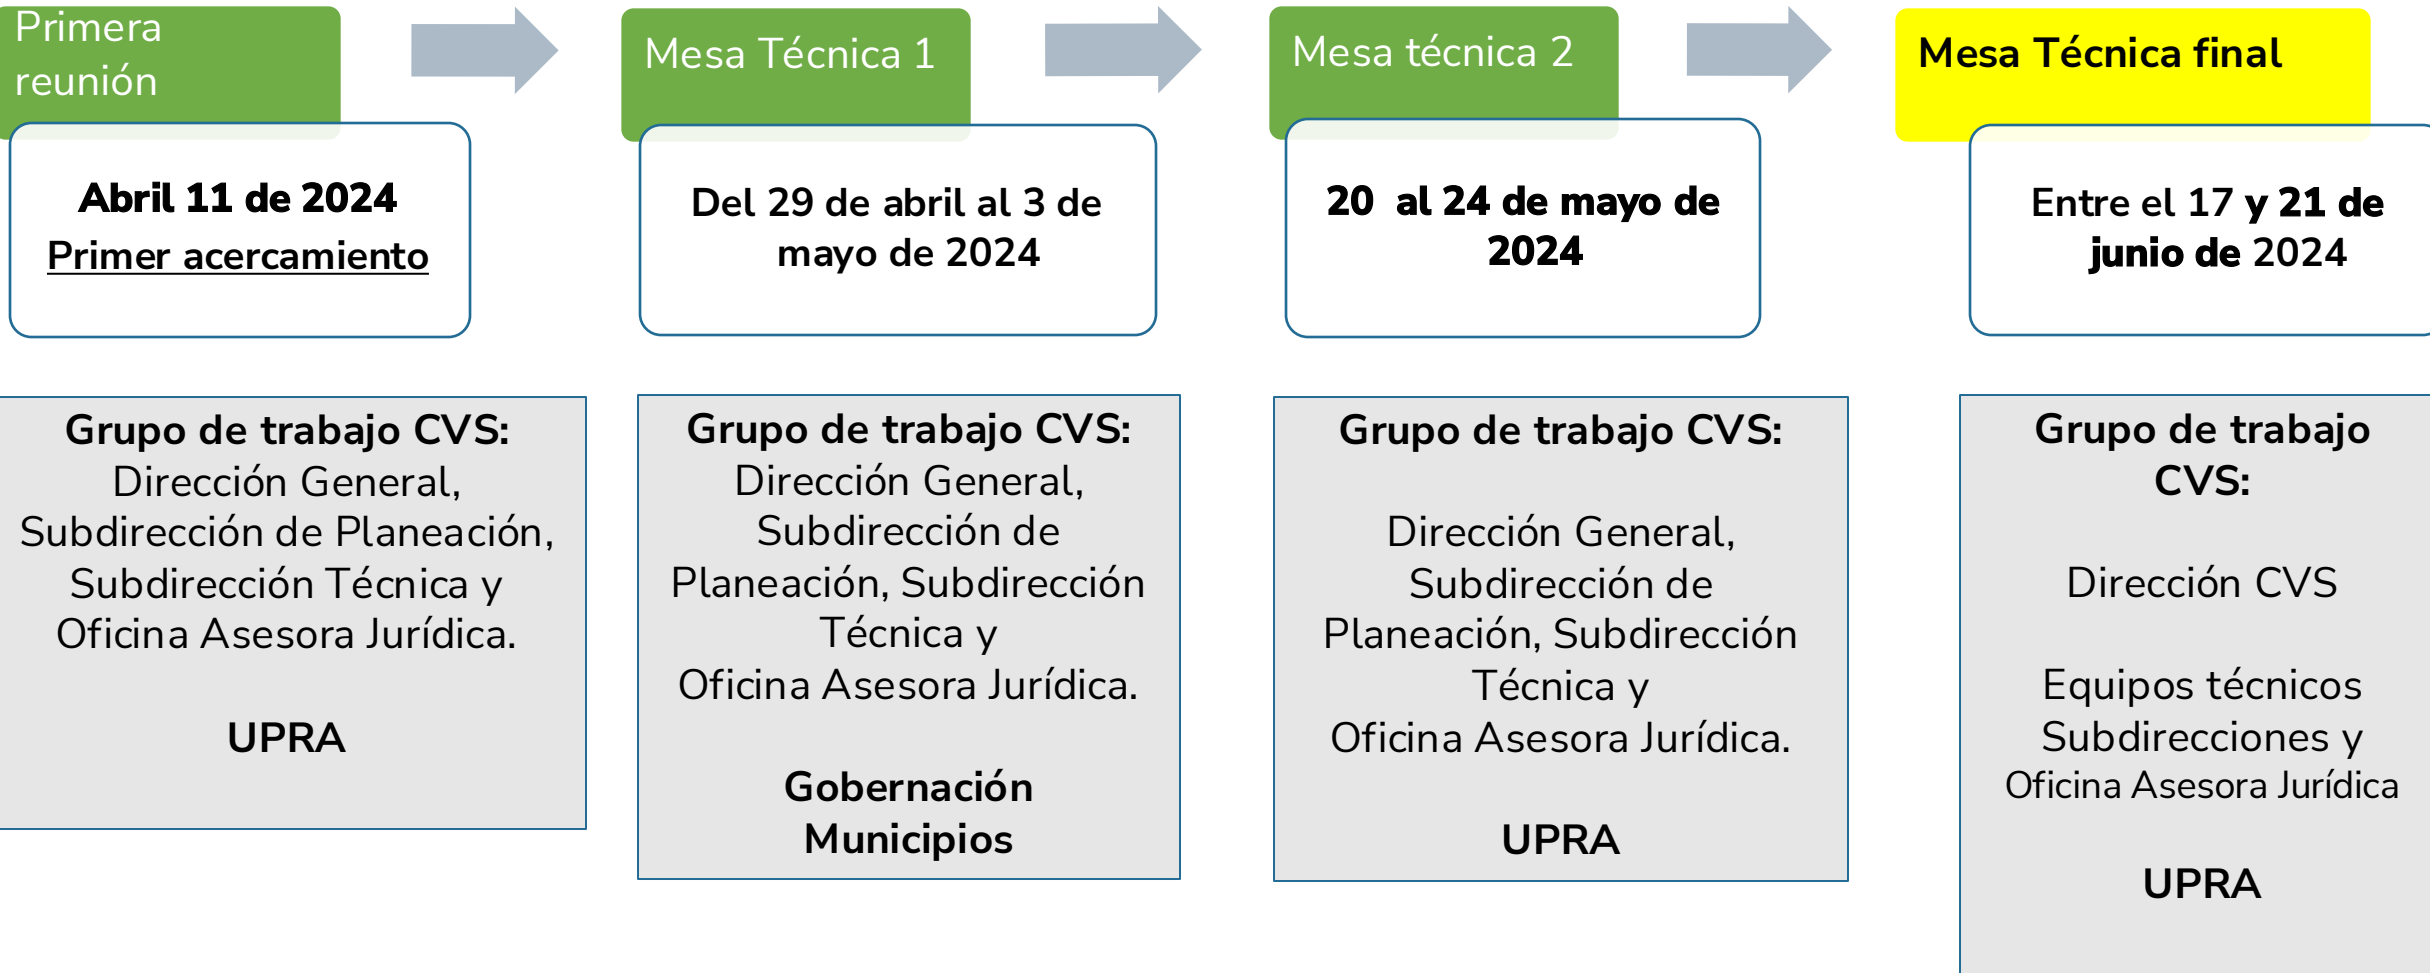 Primera
reunión
Abril 11 de 2024
Primer acercamiento
Grupo de trabajo CVS:
Dirección General,
Subdirección de Planeación,
Subdirección Técnica y
Oficina Asesora Jurídica.
UPRA
Mesa Técnica 1
Del 29 de abril al 3 de
mayo de 2024
Grupo de trabajo CVS:
Dirección General,
Subdirección de
Planeación, Subdirección
Técnica y
Oficina Asesora Jurídica.
Gobernación
Municipios
Mesa técnica 2
20 al 24 de mayo de
2024
Grupo de trabajo CVS:
Dirección General,
Subdirección de
Planeación, Subdirección
Técnica y
Oficina Asesora Jurídica.
UPRA
Mesa Técnica final
Entre el 17 y 21 de
junio de 2024
Grupo de trabajo
CVS:
Dirección CVS
Equipos técnicos
Subdirecciones y
Oficina Asesora Jurídica
UPRA